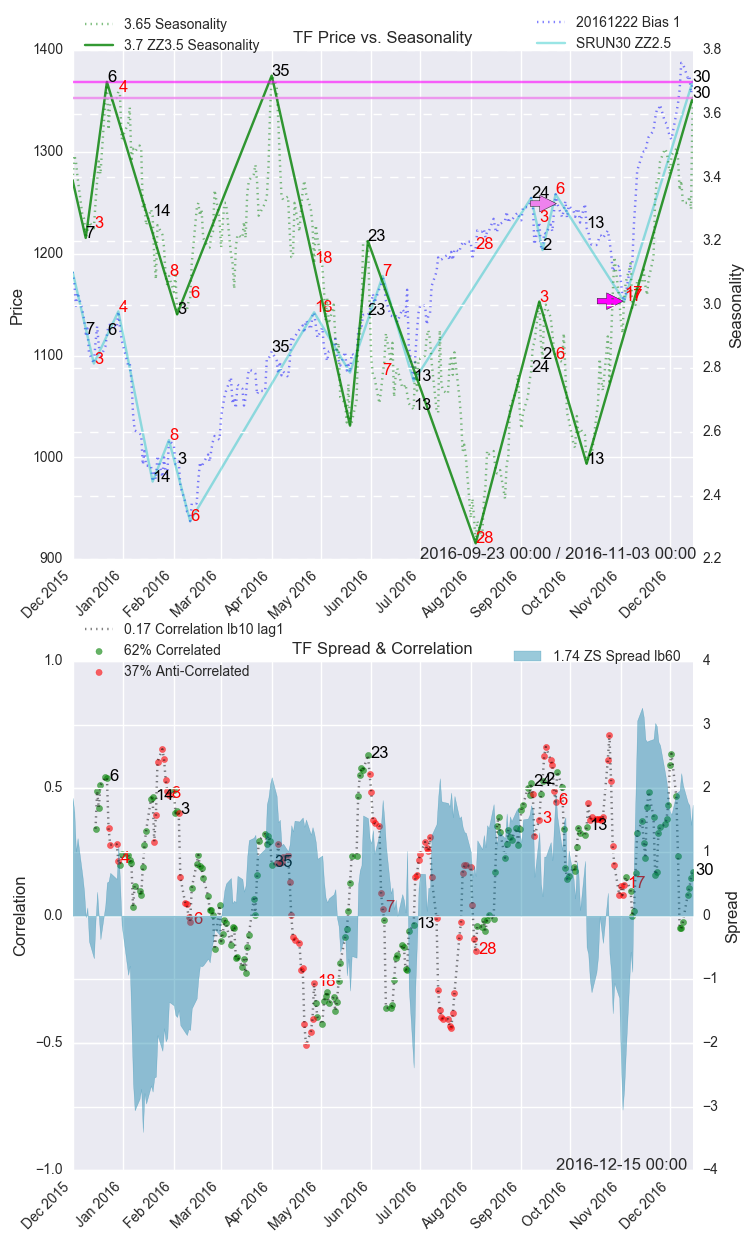 3.65 Seasonality
3.7 ZZ3.5 Seasonality
TF Price vs. Seasonality
20161222 Bias 1
SRUN30 ZZ2.5
1400
1300
1200
1100
1000
900
Price
3.8
3.6
3.4
3.2
3.0
2.8
2.6
2.4
2.2
Seasonality
6
4
35
30
30
7
3
14
8
6
3
18
23
7
28
24
6
3
2
13
17
7
6
4
3
35
18
23
8
7
13
13
3
2
6
24
3
14
6
13
28
2016-09-23 00:00 / 2016-11-03 00:00
Dec 2015
Jan 2016
Feb 2016
Mar 2016
Apr 2016
May 2016
Jun 2016
Jul 2016
Aug 2016
Sep 2016
Oct 2016
Nov 2016
Dec 2016
0.17 Correlation lb10 lag1
62% Correlated
37% Anti-Correlated
TF Spread & Correlation
1.74 ZS Spread lb60
1.0
0.5
0.0
−0.5
−1.0
Correlation
4
3
2
1
0
−1
−2
−3
−4
Spread
6
4
14
8
3
6
35
18
23
7
13
28
24
2
3
6
13
17
30
2016-12-15 00:00
Dec 2015
Jan 2016
Feb 2016
Mar 2016
Apr 2016
May 2016
Jun 2016
Jul 2016
Aug 2016
Sep 2016
Oct 2016
Nov 2016
Dec 2016